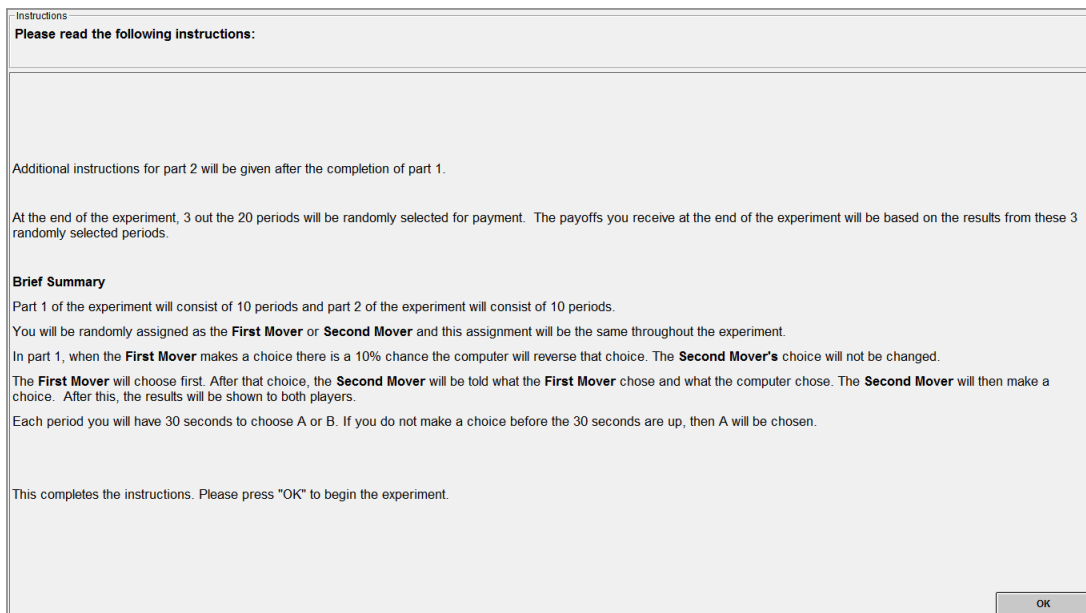 Instructions
Please read the following instructions:
Additional instructions for part 2 will be given after the completion of part 1.
At the end of the experiment, 3 out the 20 periods will be randomly selected for payment.  The payoffs you receive at the end of the experiment will be based on the results from these 3
randomly selected periods.
Brief Summary
Part 1 of the experiment will consist of 10 periods and part 2 of the experiment will consist of 10 periods.
You will be randomly assigned as the First Mover or Second Mover and this assignment will be the same throughout the experiment.
In part 1, when the First Mover makes a choice there is a 10% chance the computer will reverse that choice. The Second Mover's choice will not be changed.
The First Mover will choose first. After that choice, the Second Mover will be told what the First Mover chose and what the computer chose. The Second Mover will then make a
choice.  After this, the results will be shown to both players.
Each period you will have 30 seconds to choose A or B. If you do not make a choice before the 30 seconds are up, then A will be chosen.
This completes the instructions. Please press "OK" to begin the experiment.
OK